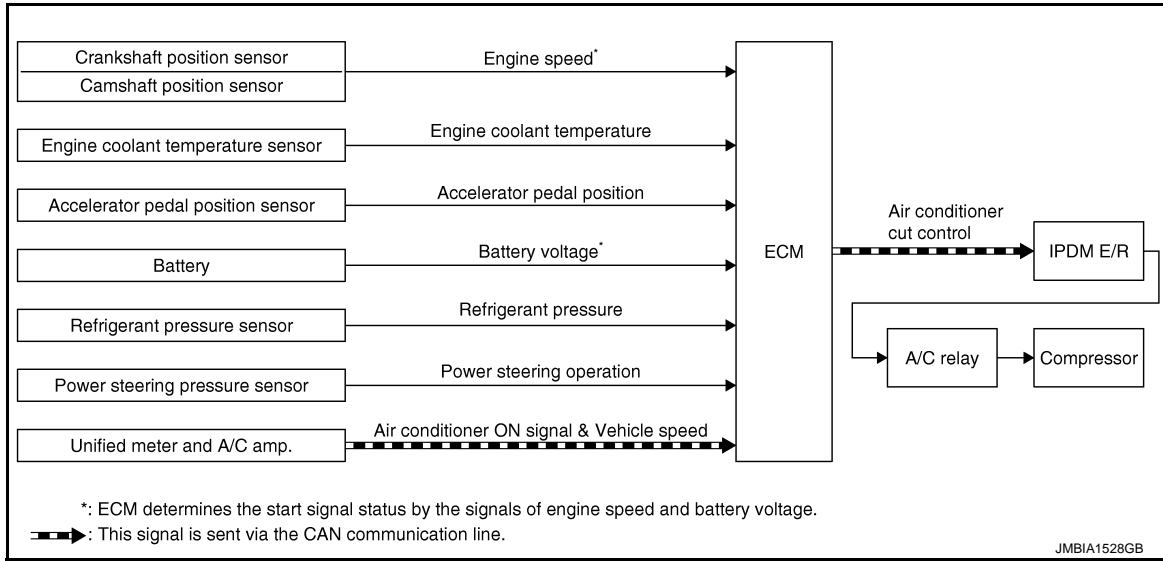 Crankshaft position sensor
Camshaft position sensor
Engine speed*
Engine coolant temperature sensor
Engine coolant temperature
Accelerator pedal position sensor
Accelerator pedal position
Battery
Battery voltage*
Refrigerant pressure sensor
Refrigerant pressure
Power steering pressure sensor
Power steering operation
Unified meter and A/C amp.
Air conditioner ON signal & Vehicle speed
ECM
Air conditioner
cut control
IPDM E/R
A/C relay
Compressor
*: ECM determines the start signal status by the signals of engine speed and battery voltage.
: This signal is sent via the CAN communication line.
JMBIA1528GB